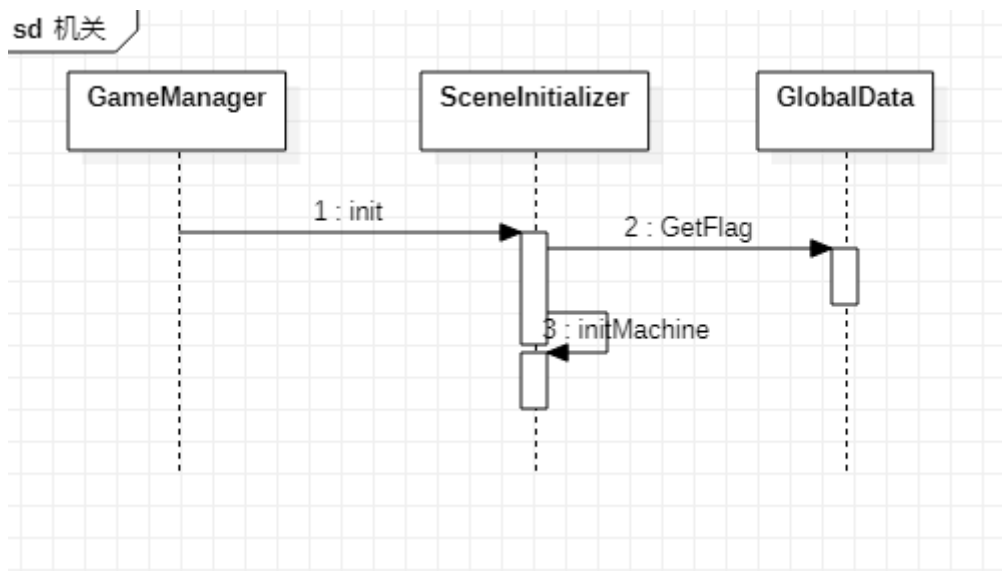 sd 机关
GameManager
SceneInitializer
GlobalData
1 : init
2 : GetFlag
3 : initMachine